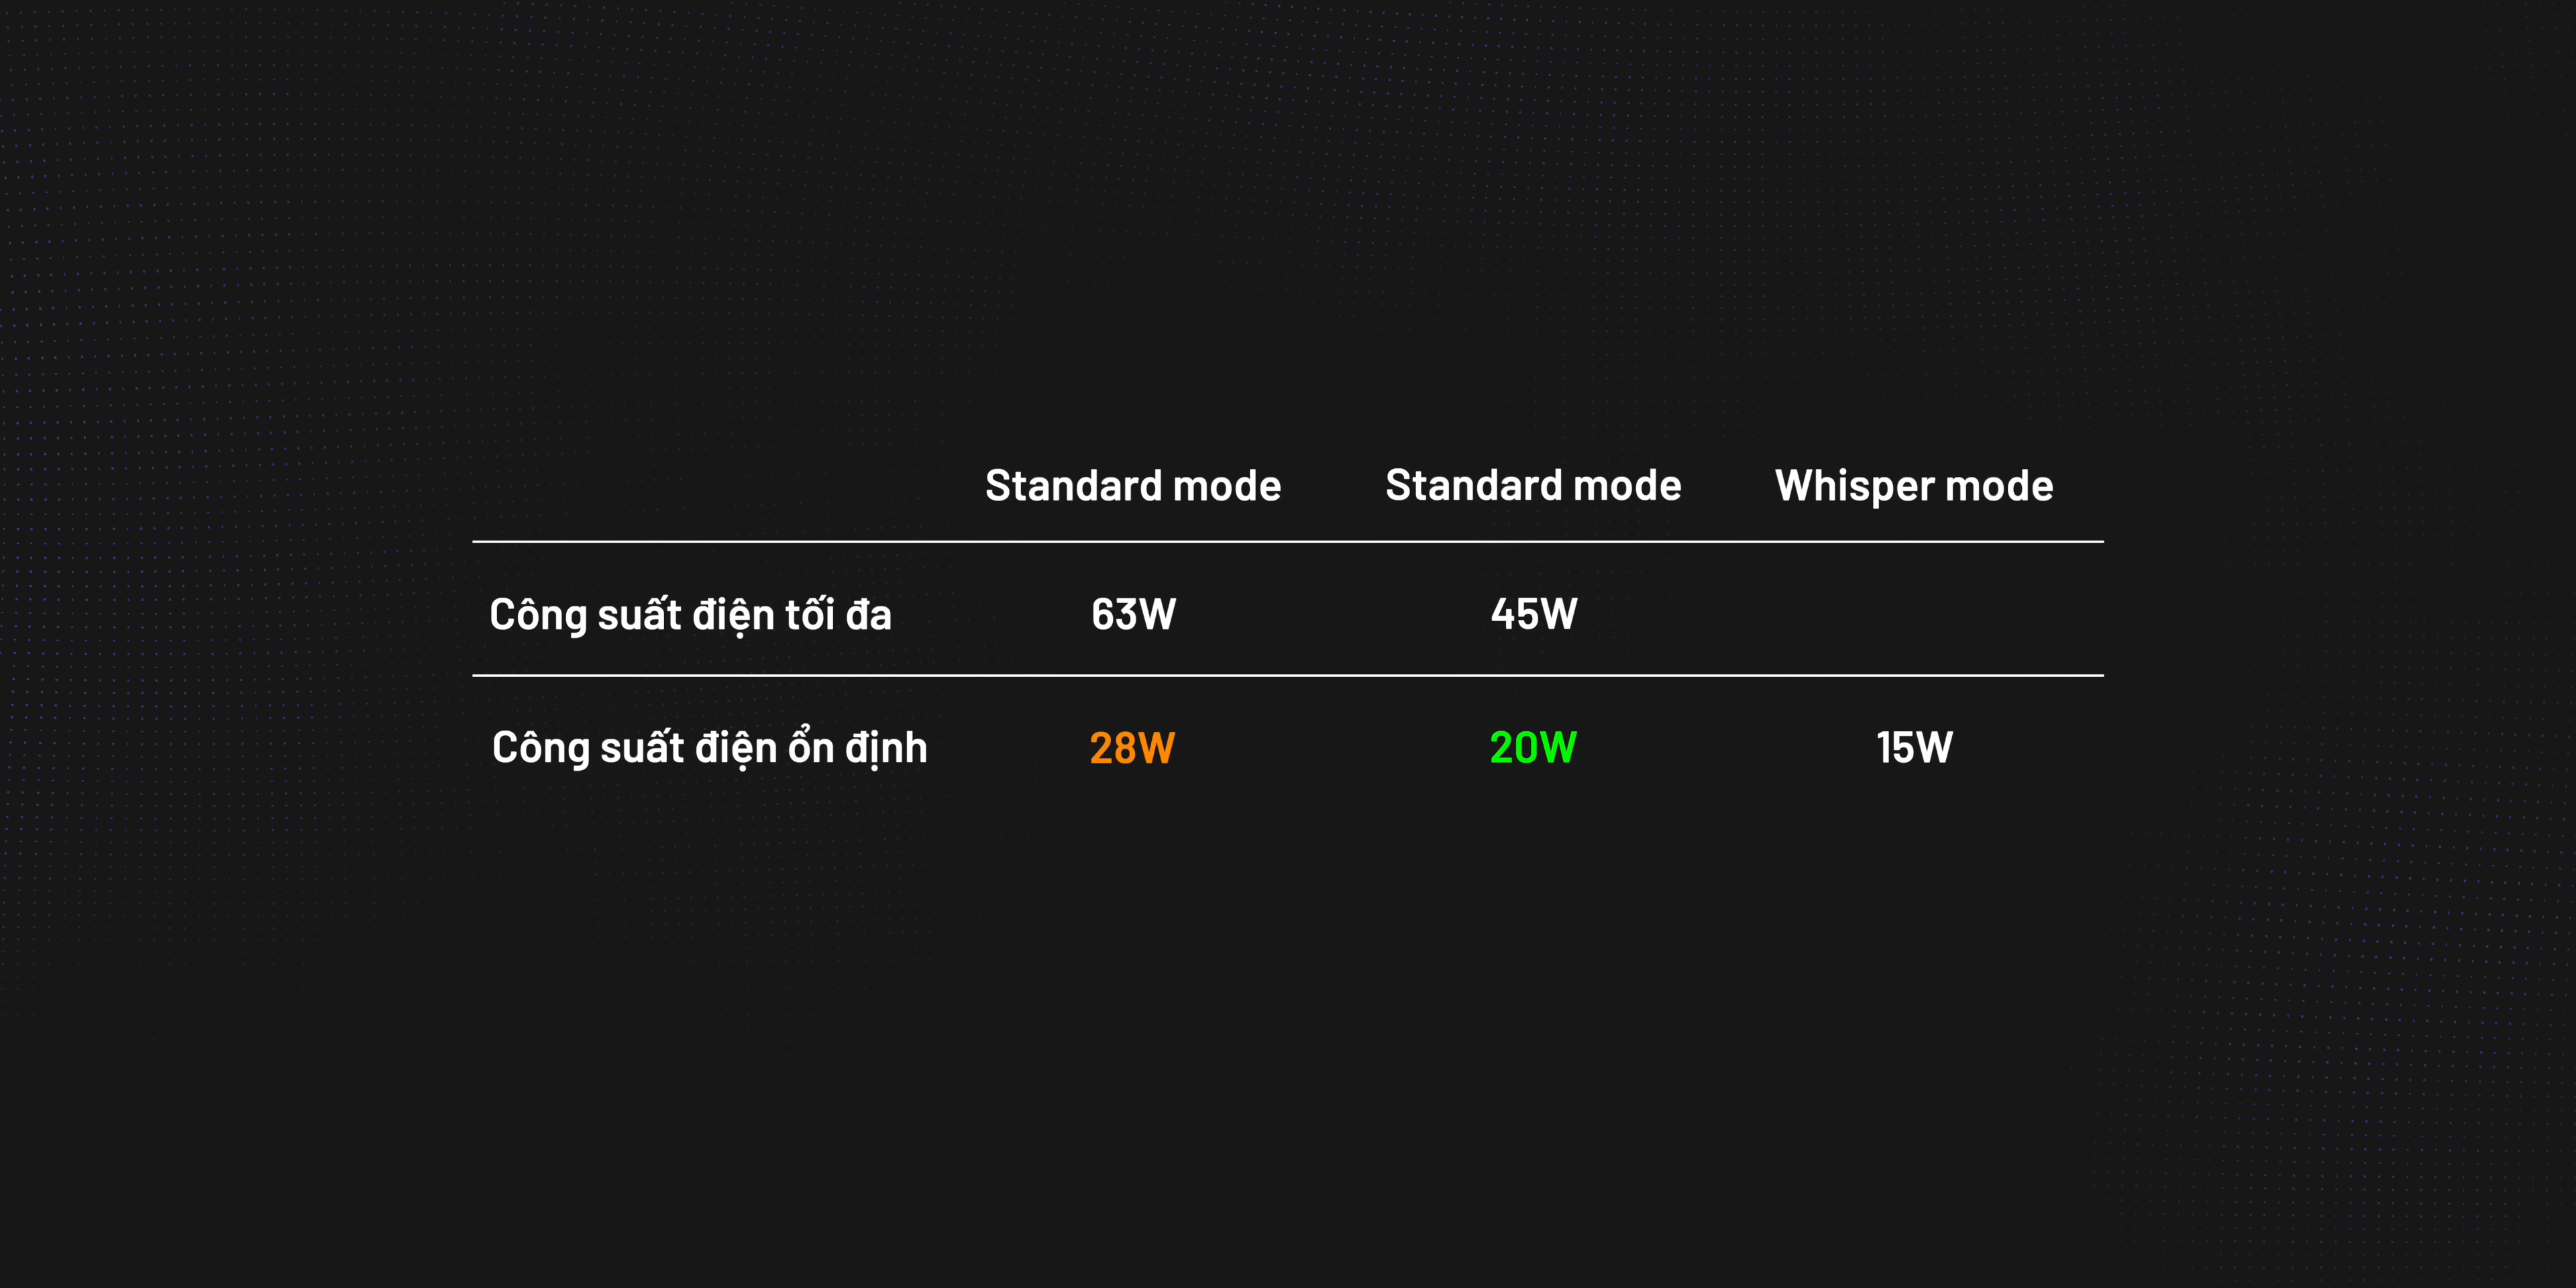 Standard mode Standard mode Whisper mode
Công suất điện tối đa 63W 45W
Công suất điện ổn định 28W 20W 15W